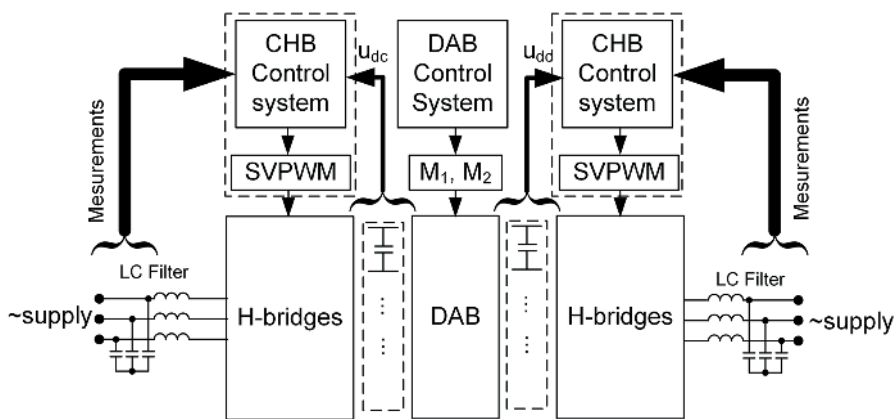 CHB
Control
system
u_dc
DAB
Control
System
u_dc
CHB
Control
system
Mesurements
SVPWM
M₁, M₂
SVPWM
Mesurements
LC Filter
LC Filter
~supply
H-bridges
DAB
H-bridges
~supply